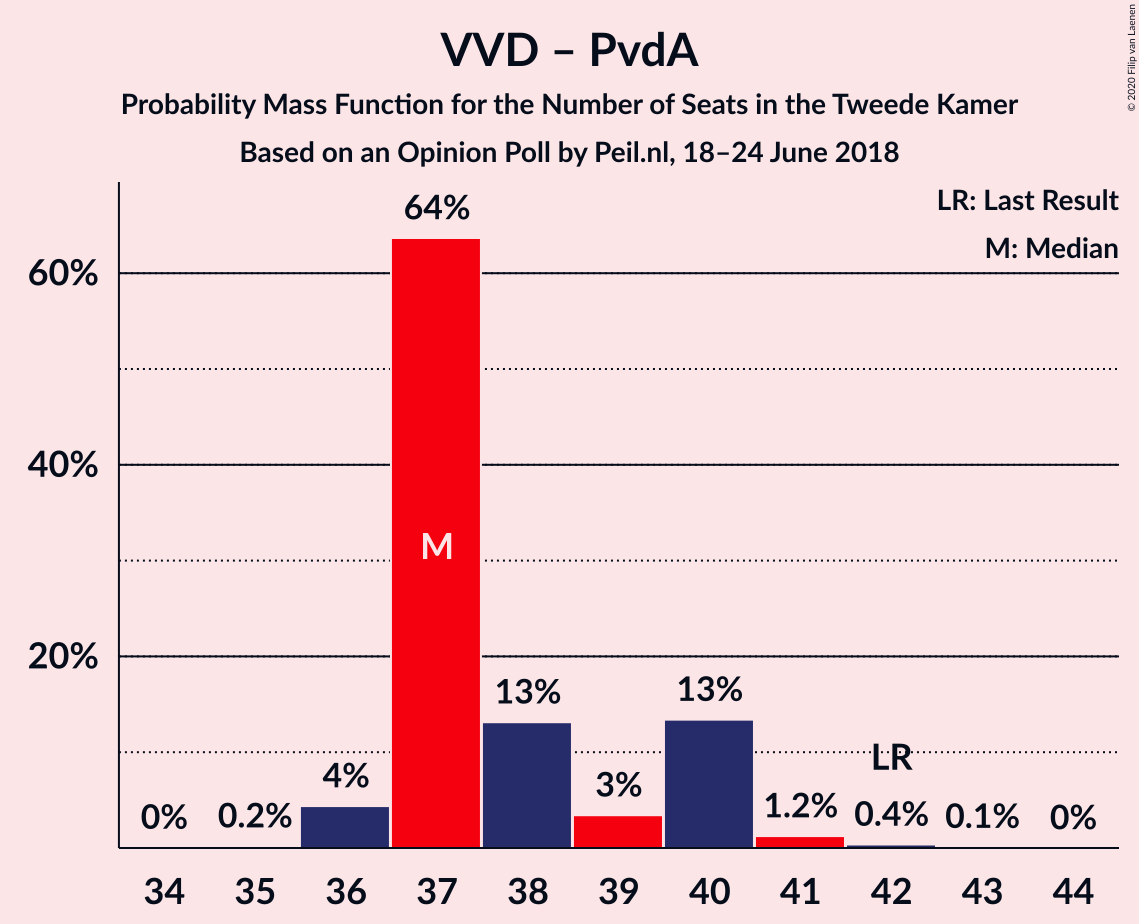 VVD – PvdA
Probability Mass Function for the Number of Seats in the Tweede Kamer
Based on an Opinion Poll by Peil.nl, 18–24 June 2018
© 2020 Filip van Laenen
LR: Last Result
M: Median
60%
40%
20%
0%
0.2%
4%
64%
M
13%
3%
13%
1.2%
LR
0.4%
0.1%
0%
34 35 36 37 38 39 40 41 42 43 44